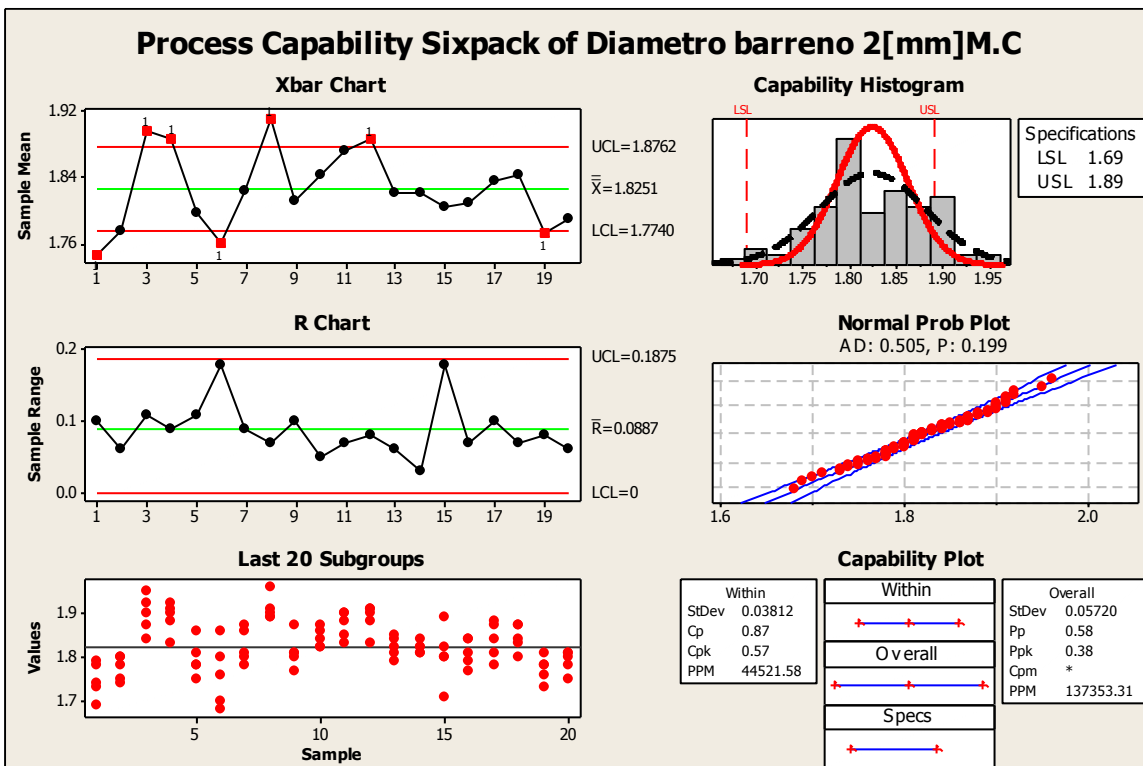 Process Capability Sixpack of Diametro barreno 2[mm]M.C
Xbar Chart
Sample Mean
1.92
1.84
1.76
1
1
1
1
1
1
UCL=1.8762
X=1.8251
LCL=1.7740
1 3 5 7 9 11 13 15 17 19
Capability Histogram
LSL
USL
1.70 1.75 1.80 1.85 1.90 1.95
Specifications
LSL 1.69
USL 1.89
R Chart
Sample Range
0.2
0.1
0.0
UCL=0.1875
R=0.0887
LCL=0
1 3 5 7 9 11 13 15 17 19
Normal Prob Plot
AD: 0.505, P: 0.199
1.6 1.8 2.0
Last 20 Subgroups
Values
1.9
1.8
1.7
5 10 15 20
Sample
Capability Plot
Within
StDev 0.03812
Cp 0.87
Cpk 0.57
PPM 44521.58
Within
Overall
Specs
Overall
StDev 0.05720
Pp 0.58
Ppk 0.38
Cpm *
PPM 137353.31